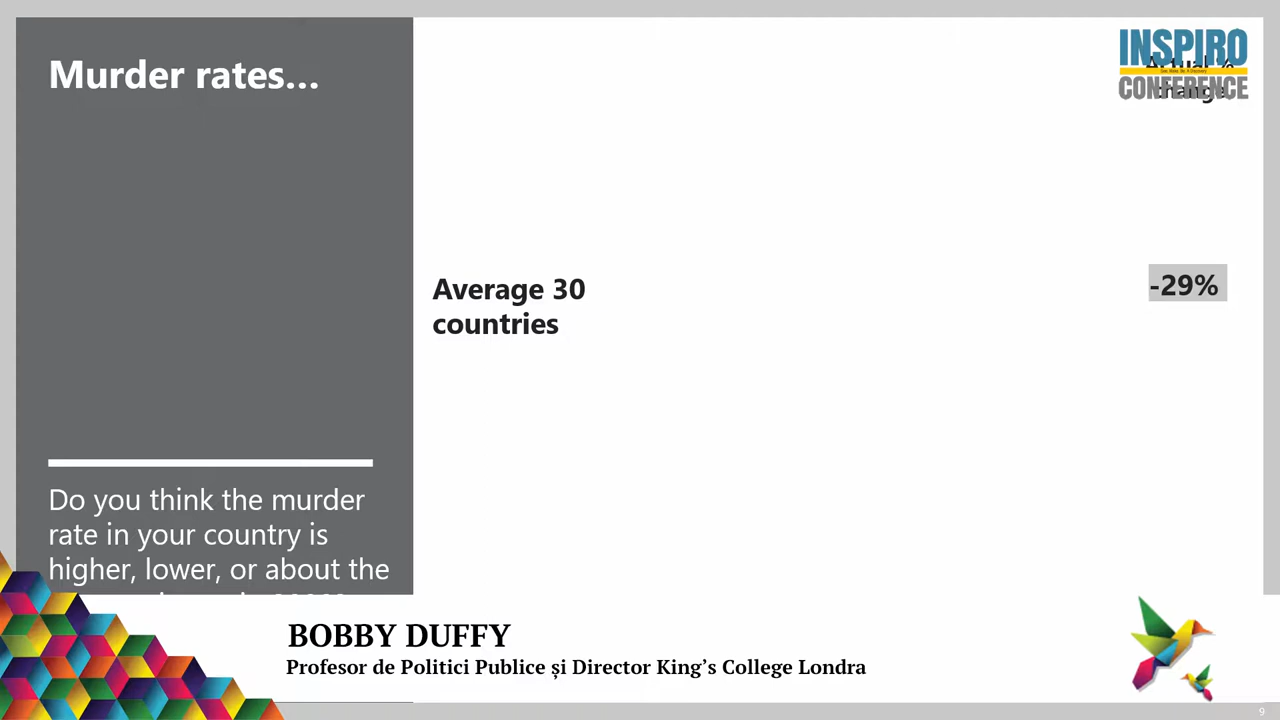 Murder rates...
INSPIRO
CONFERENCE
Average 30
countries
-29%
Do you think the murder
rate in your country is
higher, lower, or about the
BOBBY DUFFY
Profesor de Politici Publice și Director King's College Londra
9